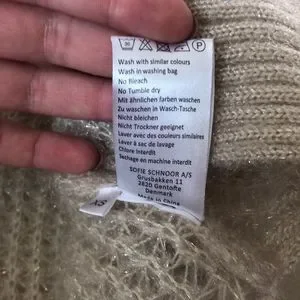 Wash with similar colours
Wash in washing bag
No Bleach
No Tumble dry
Mit ähnlichen farben waschen
Zu waschen in Wasch-Tasche
Nicht bleichen
Nicht Trockner geeignet
Laver avec des couleurs similaires
Laver à sac de lavage
Chlore interdit
Sechage en machine interdit
SOFIE SCHNOOR A/S
Grusbakken 11
2820 Gentofte
Denmark
Made in China
XS